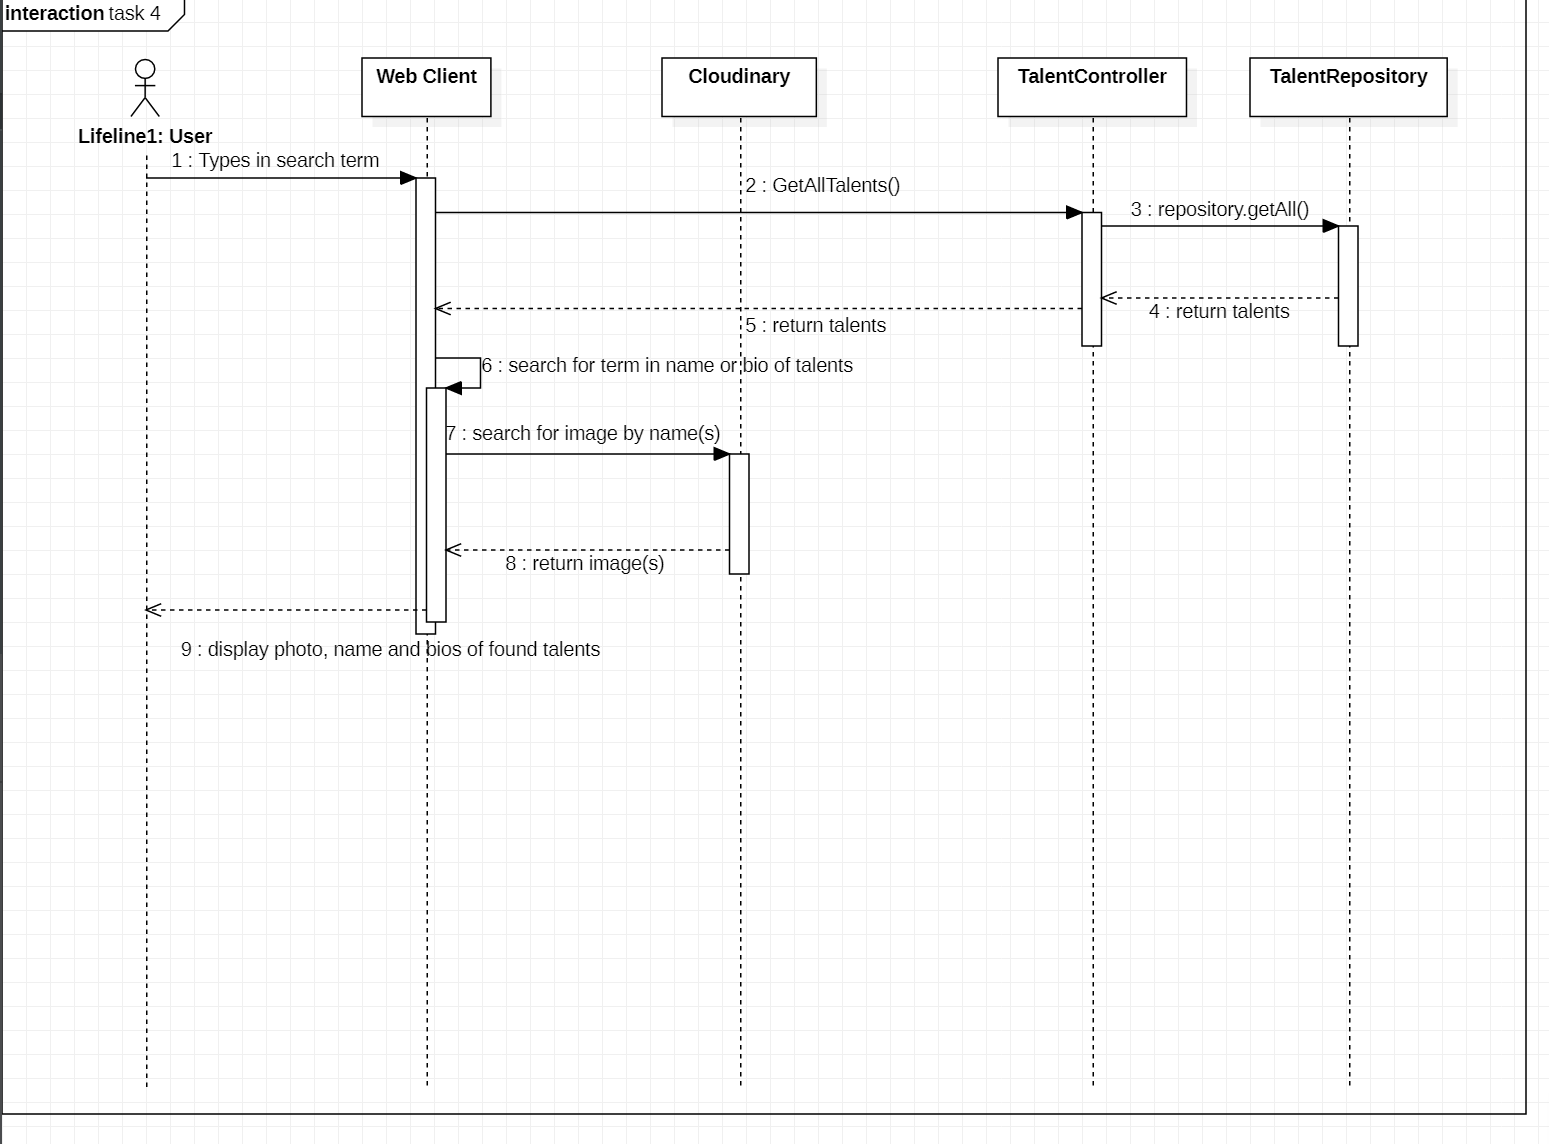 interaction task 4
Lifeline1: User
Web Client
Cloudinary
TalentController
TalentRepository
1 : Types in search term
2 : GetAllTalents()
3 : repository.getAll()
4 : return talents
5 : return talents
6 : search for term in name or bio of talents
7 : search for image by name(s)
8 : return image(s)
9 : display photo, name and bios of found talents